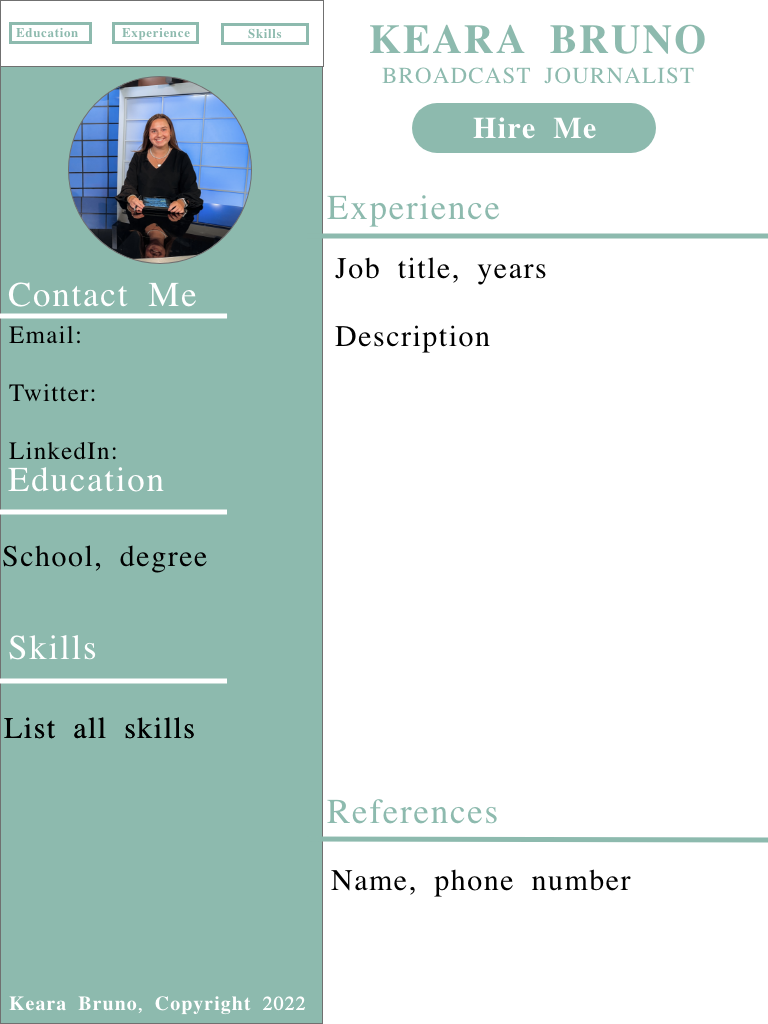 Education
Experience
Skills
KEARA BRUNO
BROADCAST JOURNALIST
Hire Me
Contact Me
Email:
Twitter:
LinkedIn:
Education
School, degree
Skills
List all skills
Keara Bruno, Copyright 2022
Experience
Job title, years
Description
References
Name, phone number